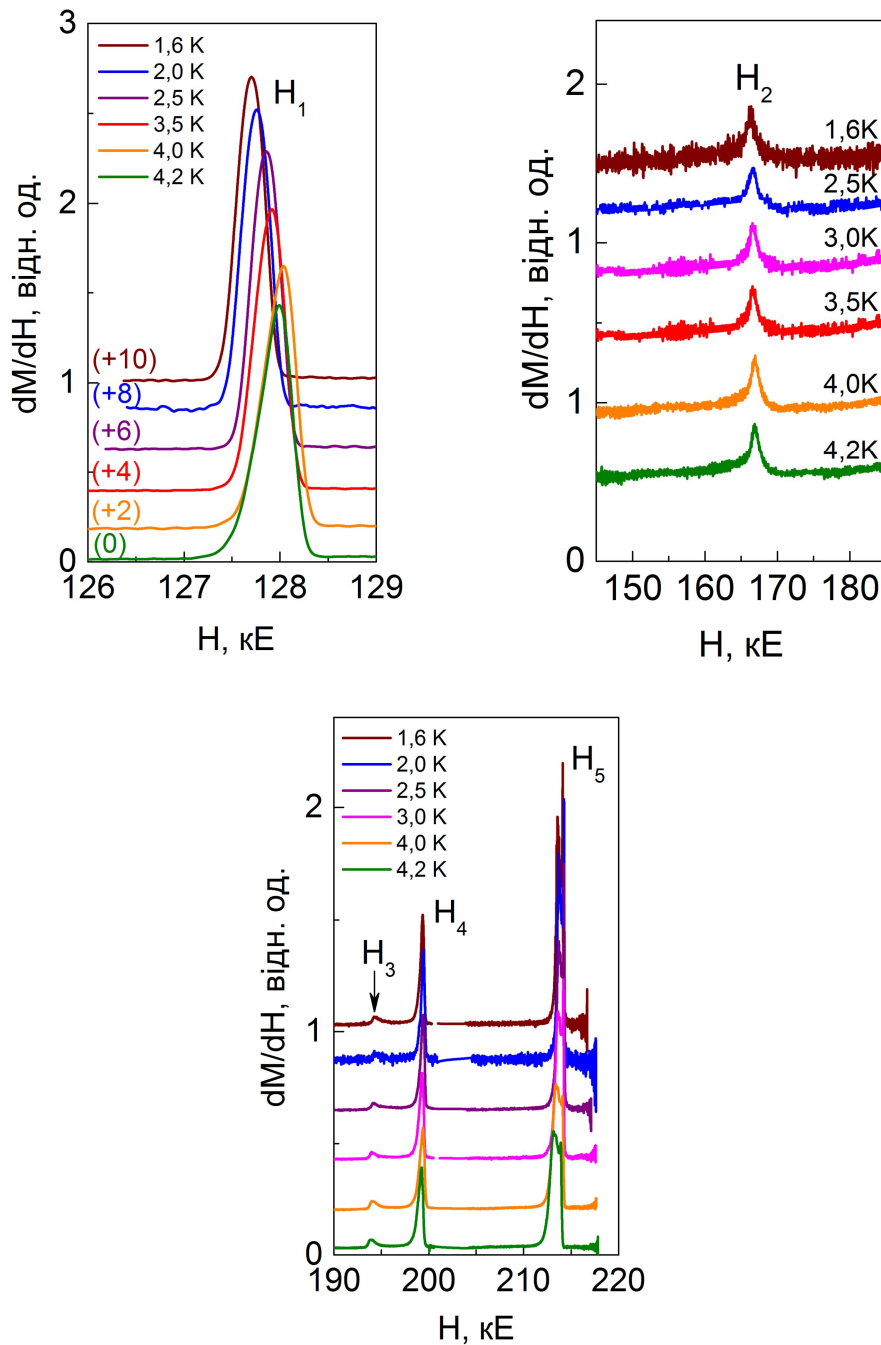 3
2
1
0
dM/dH, відн. од.
1,6 K
2,0 K
2,5 K
3,5 K
4,0 K
4,2 K
H1
(+10)
(+8)
(+6)
(+4)
(+2)
(0)
126 127 128 129
H, кЕ
2
1
0
dM/dH, відн. од.
H2
1,6K
2,5K
3,0K
3,5K
4,0K
4,2K
150 160 170 180
H, кЕ
2
1
0
dM/dH, відн. од.
1,6 K
2,0 K
2,5 K
3,0 K
4,0 K
4,2 K
H3
H4
H5
190 200 210 220
H, кЕ